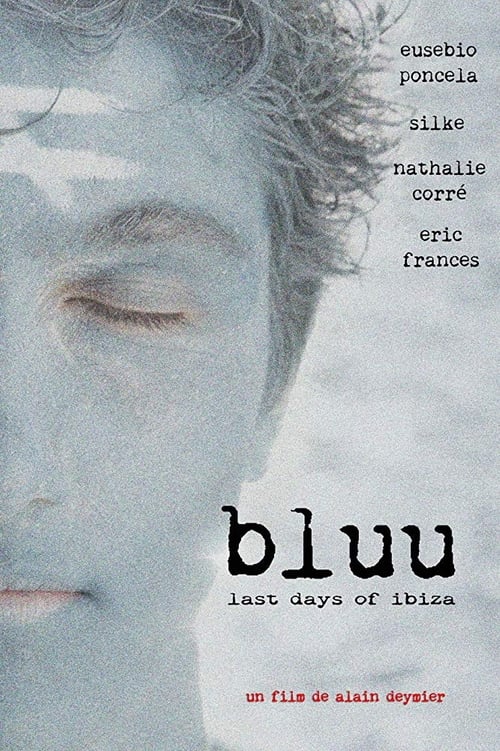 eusebio
poncela
silke
nathalie
corré
eric
frances
bluu
last days of ibiza
un film de alain deymier